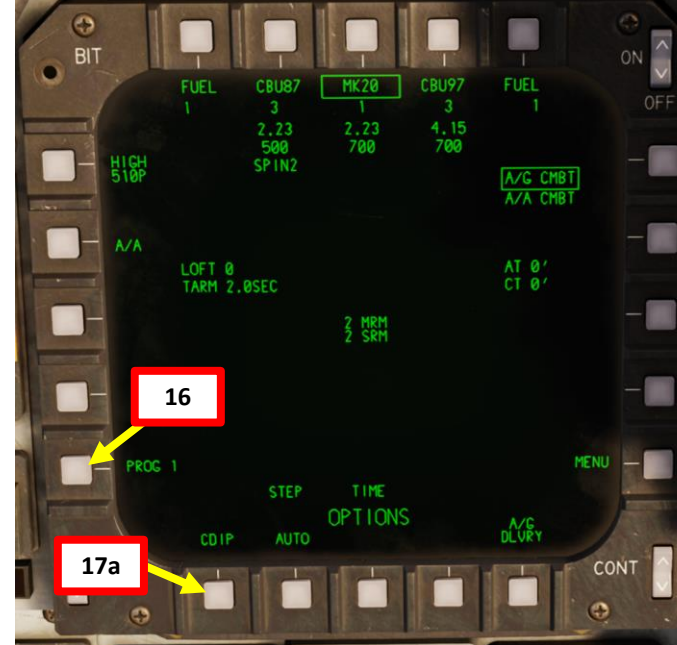 BIT
ON
OFF
FUEL CBU87 MK20 CBU97 FUEL
1 3 1 3 1
2.23 2.23 4.15
500 700 700
SPIN2
HIGH
510P
A/G CMBT
A/A CMBT
A/A
LOFT 0
TARM 2.0SEC
AT 0'
CT 0'
2 MRM
2 SRM
16
PROG 1
MENU
STEP TIME
OPTIONS
CDIP AUTO
A/G
DLVRY
17a
CONT